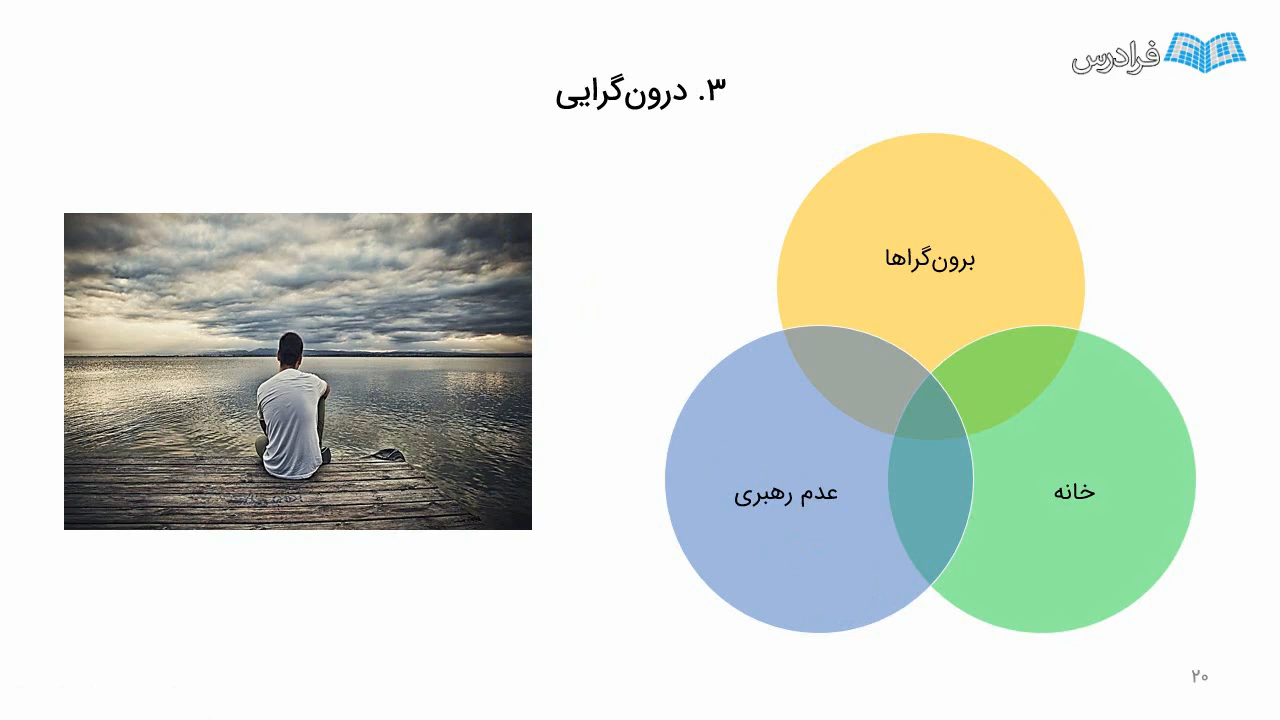 فرادرس
۳. درون‌گرایی
برون‌گراها
عدم رهبری
خانه
۲۰